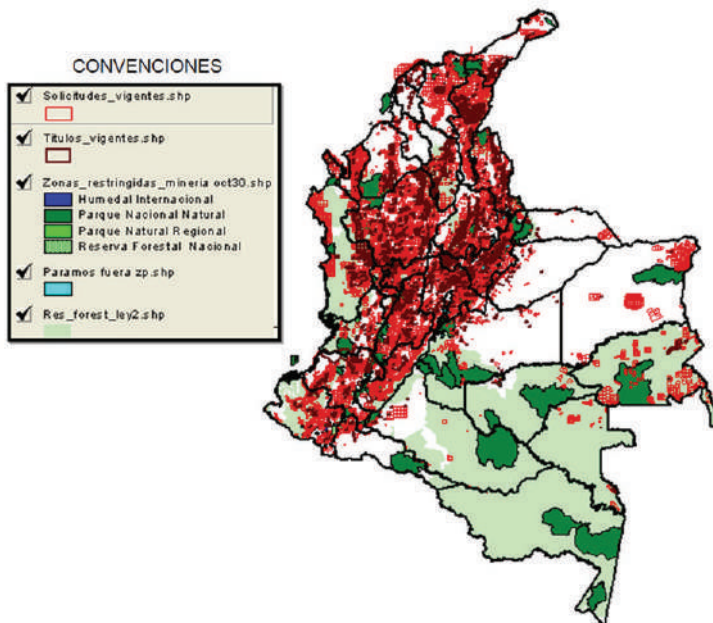 CONVENCIONES
Solicitudes_vigentes.shp
Titulos_vigentes.shp
Zonas_restringidas_mineria oct30.shp
Humedal Internacional
Parque Nacional Natural
Parque Natural Regional
Reserva Forestal Nacional
Paramos fuera zp.shp
Res_forest_ley2.shp